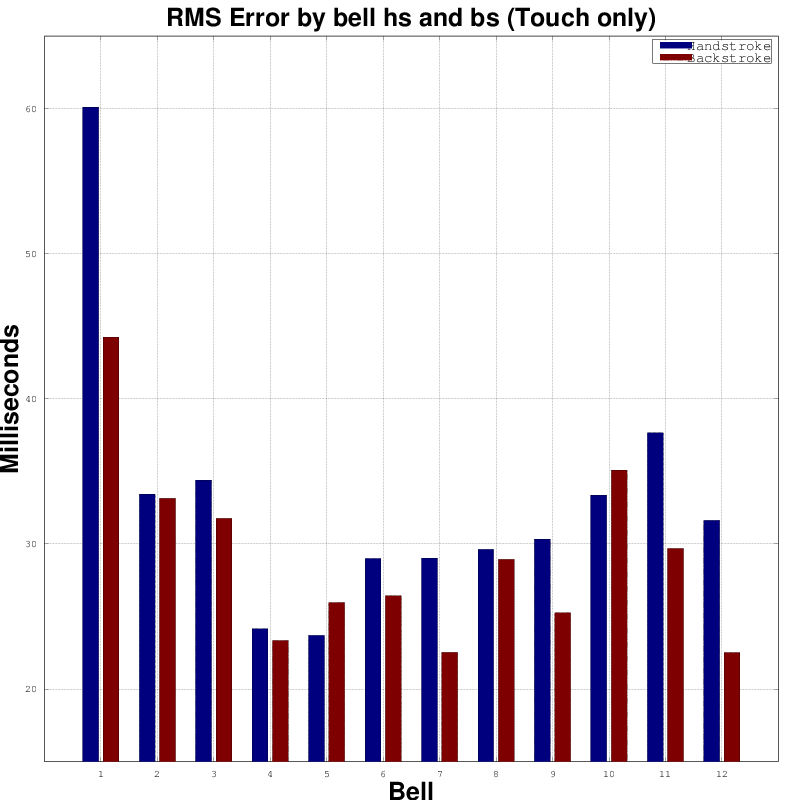 RMS Error by bell hs and bs (Touch only)
Handstroke
Backstroke
60
50
40
30
20
Milliseconds
1 2 3 4 5 6 7 8 9 10 11 12
Bell